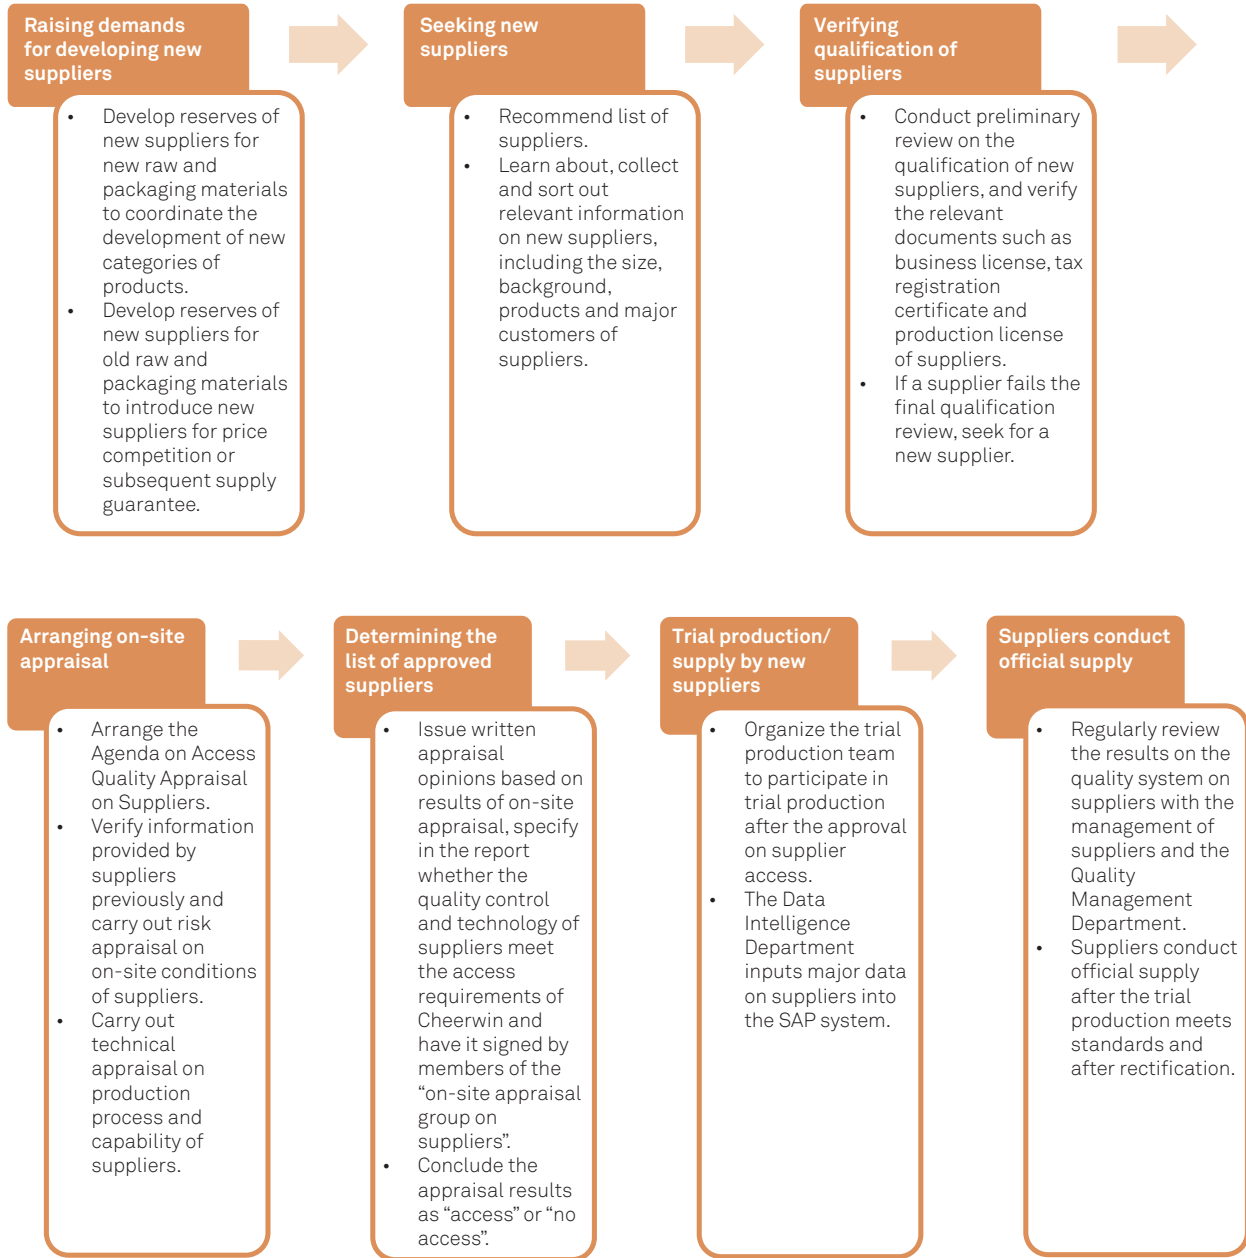 Raising demands
for developing new
suppliers
• Develop reserves of
new suppliers for
new raw and
packaging materials
to coordinate the
development of new
categories of
products.
• Develop reserves of
new suppliers for
old raw and
packaging materials
to introduce new
suppliers for price
competition or
subsequent supply
guarantee.
Seeking new
suppliers
• Recommend list of
suppliers.
• Learn about, collect
and sort out
relevant information
on new suppliers,
including the size,
background,
products and major
customers of
suppliers.
Verifying
qualification of
suppliers
• Conduct preliminary
review on the
qualification of new
suppliers, and verify
the relevant
documents such as
business license, tax
registration
certificate and
production license
of suppliers.
• If a supplier fails the
final qualification
review, seek for a
new supplier.
Arranging on-site
appraisal
• Arrange the
Agenda on Access
Quality Appraisal
on Suppliers.
• Verify information
provided by
suppliers
previously and
carry out risk
appraisal on
on-site conditions
of suppliers.
• Carry out
technical
appraisal on
production
process and
capability of
suppliers.
Determining the
list of approved
suppliers
• Issue written
appraisal
opinions based on
results of on-site
appraisal, specify
in the report
whether the
quality control
and technology of
suppliers meet
the access
requirements of
Cheerwin and
have it signed by
members of the
“on-site appraisal
group on
suppliers”.
• Conclude the
appraisal results
as “access” or “no
access”.
Trial production/
supply by new
suppliers
• Organize the trial
production team
to participate in
trial production
after the approval
on supplier
access.
• The Data
Intelligence
Department
inputs major data
on suppliers into
the SAP system.
Suppliers conduct
official supply
• Regularly review
the results on the
quality system on
suppliers with the
management of
suppliers and the
Quality
Management
Department.
• Suppliers conduct
official supply
after the trial
production meets
standards and
after rectification.